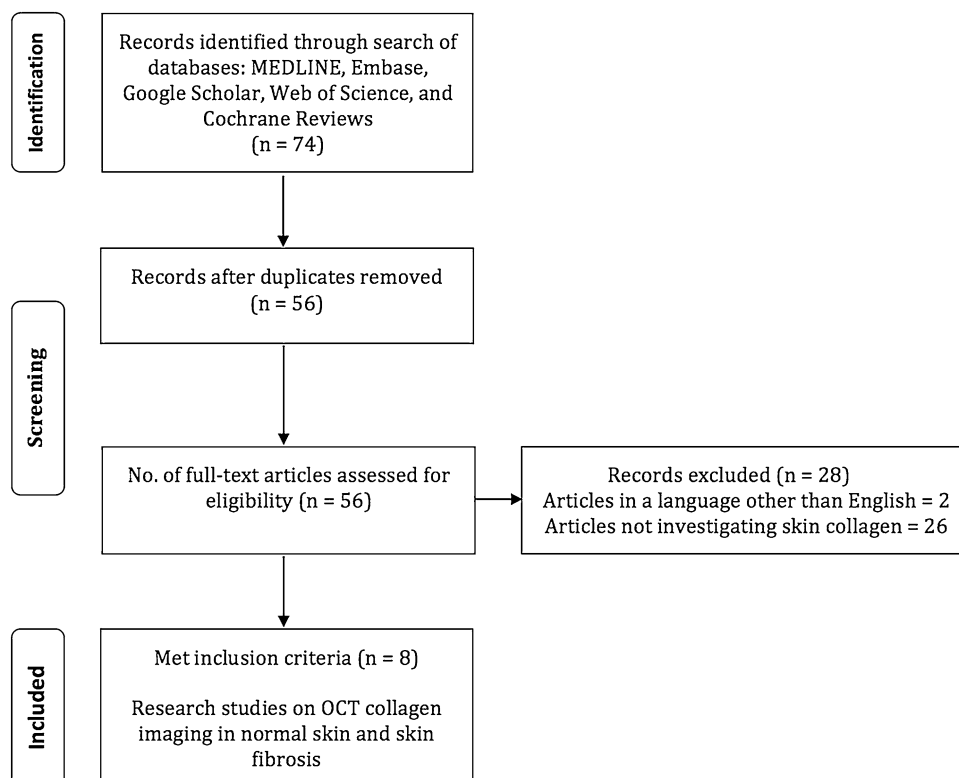 Identification
Records identified through search of
databases: MEDLINE, Embase,
Google Scholar, Web of Science, and
Cochrane Reviews
(n = 74)
Screening
Records after duplicates removed
(n = 56)
No. of full-text articles assessed for
eligibility (n = 56)
Records excluded (n = 28)
Articles in a language other than English = 2
Articles not investigating skin collagen = 26
Included
Met inclusion criteria (n = 8)
Research studies on OCT collagen
imaging in normal skin and skin
fibrosis